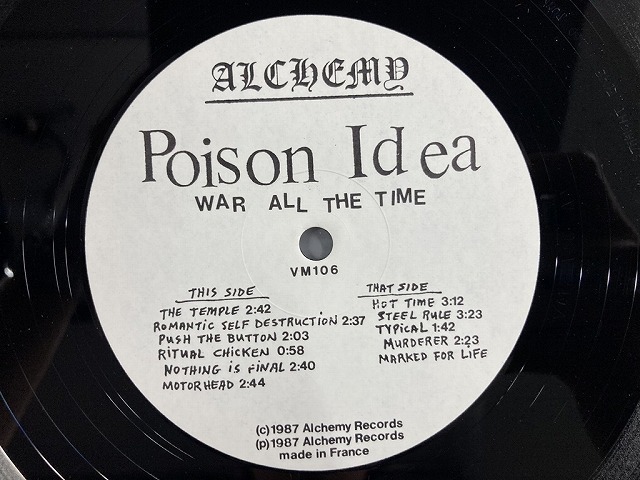 ALCHEMY
Poison Idea
WAR ALL THE TIME
VM106
THIS SIDE
THE TEMPLE 2:42
ROMANTIC SELF DESTRUCTION 2:37
PUSH THE BUTTON 2:03
RITUAL CHICKEN 0:58
NOTHING IS FINAL 2:40
MOTORHEAD 2:44
THAT SIDE
HOT TIME 3:12
STEEL RULE 3:23
TYPICAL 1:42
MURDERER 2:23
MARKED FOR LIFE
(c)1987 Alchemy Records
(p)1987 Alchemy Records
made in France